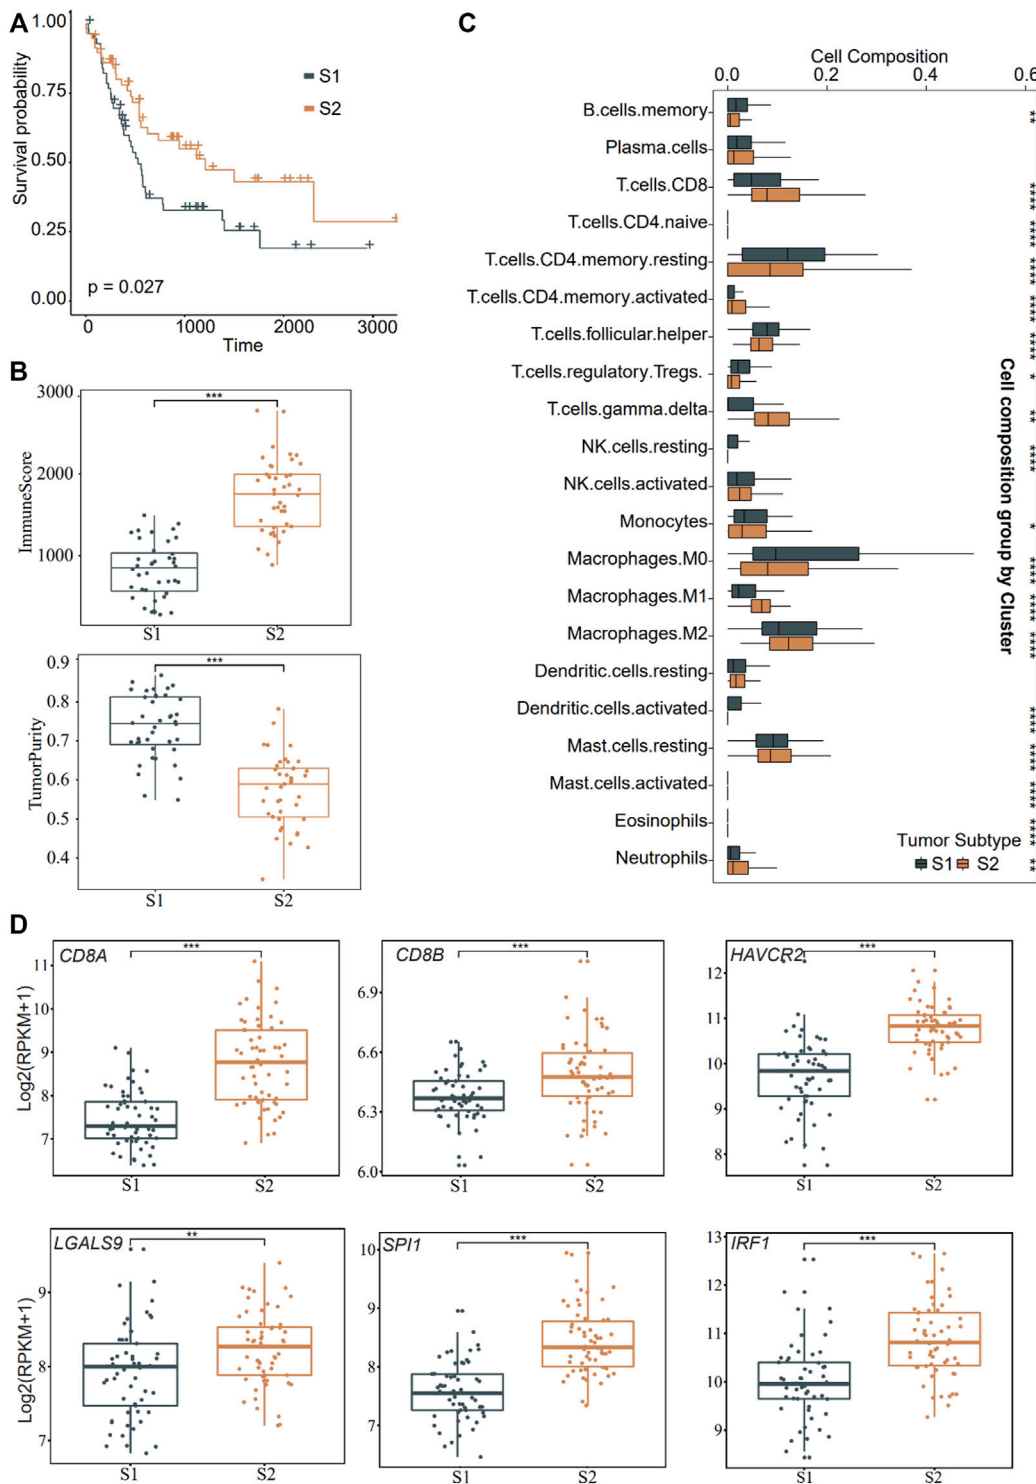 A
1.00
0.75
0.50
0.25
0.00
Survival probability
S1
S2
p = 0.027
0
1000
2000
3000
Time
B
3000
2000
1000
ImmuneScore
***
S1
S2
0.9
0.8
0.7
0.6
0.5
0.4
TumorPurity
***
S1
S2
C
Cell Composition
0.0
0.2
0.4
0.6
B.cells.memory
**
Plasma.cells
T.cells.CD8
****
T.cells.CD4.naive
****
T.cells.CD4.memory.resting
****
T.cells.CD4.memory.activated
****
T.cells.follicular.helper
****
T.cells.regulatory.Tregs.
*
T.cells.gamma.delta
**
NK.cells.resting
****
NK.cells.activated
Monocytes
*
Macrophages.M0
****
Macrophages.M1
****
Macrophages.M2
****
Dendritic.cells.resting
Dendritic.cells.activated
****
Mast.cells.resting
****
Mast.cells.activated
****
Eosinophils
****
Neutrophils
**
Cell composition group by Cluster
Tumor Subtype
S1
S2
D
CD8A
***
11
10
9
8
7
Log2(RPKM+1)
S1
S2
CD8B
***
6.9
6.6
6.3
6.0
S1
S2
HAVCR2
***
12
11
10
9
8
S1
S2
LGALS9
**
9
8
7
Log2(RPKM+1)
S1
S2
SPI1
***
10
9
8
7
S1
S2
IRF1
***
13
12
11
10
9
S1
S2